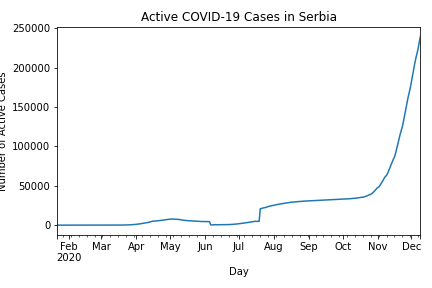 Active COVID-19 Cases in Serbia
Number of Active Cases
250000
200000
150000
100000
50000
0
Feb Mar Apr May Jun Jul Aug Sep Oct Nov Dec
2020
Day